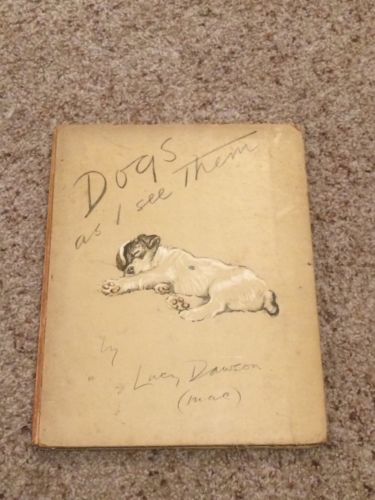 Dogs
as I see Them
by
Lucy Dawson
(mac)